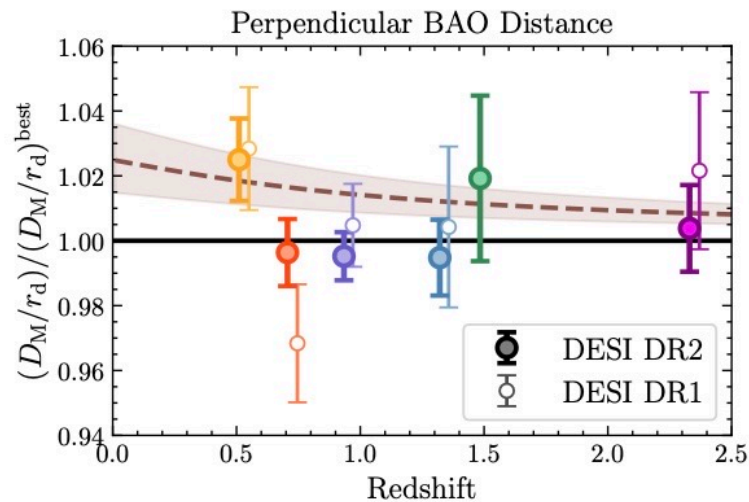 Perpendicular BAO Distance
(D_M/r_d)/(D_M/r_d)^best
1.06
1.04
1.02
1.00
0.98
0.96
0.94
DESI DR2
DESI DR1
0.0 0.5 1.0 1.5 2.0 2.5
Redshift